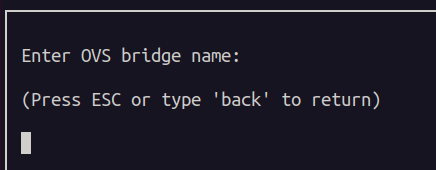 Enter OVS bridge name:
(Press ESC or type 'back' to return)